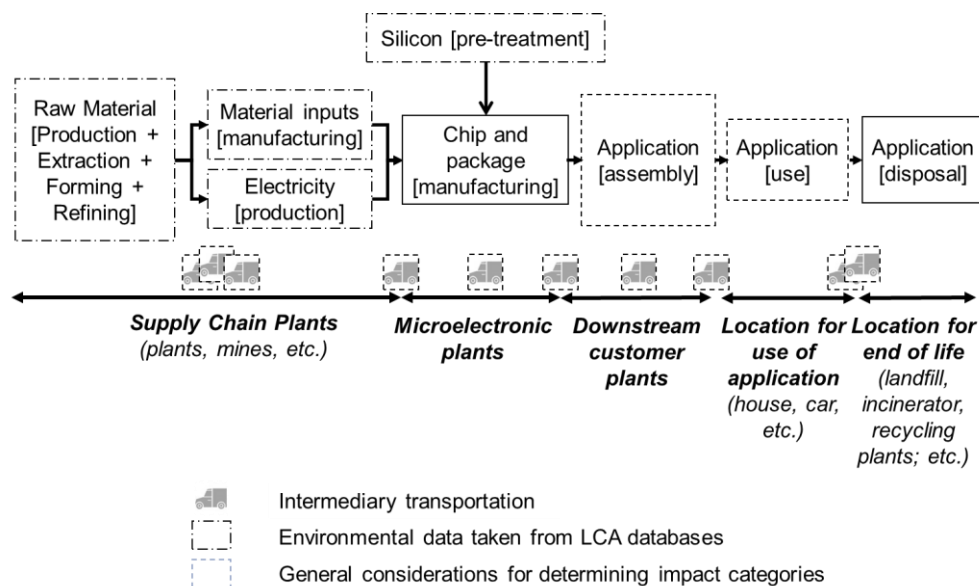 Silicon [pre-treatment]
Raw Material
[Production +
Extraction +
Forming +
Refining]
Material inputs
[manufacturing]
Electricity
[production]
Chip and
package
[manufacturing]
Application
[assembly]
Application
[use]
Application
[disposal]
Supply Chain Plants
(plants, mines, etc.)
Microelectronic
plants
Downstream
customer
plants
Location for
use of
application
(house, car,
etc.)
Location for
end of life
(landfill,
incinerator,
recycling
plants; etc.)
Intermediary transportation
Environmental data taken from LCA databases
General considerations for determining impact categories